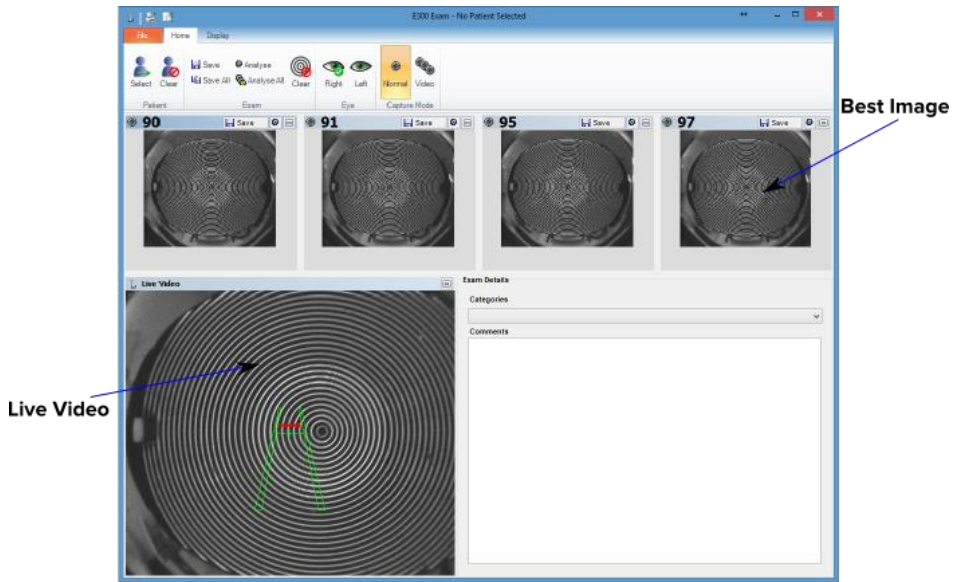 E300 Exam - No Patient Selected
File Home Display
Select Clear
Save Analyse
Save All Analyse All
Clear
Right Left
Normal Video
Patient Exam Eye Capture Mode
90 Save
91 Save
95 Save
97 Save
Best Image
Live Video
Exam Details
Categories
Comments
Live Video